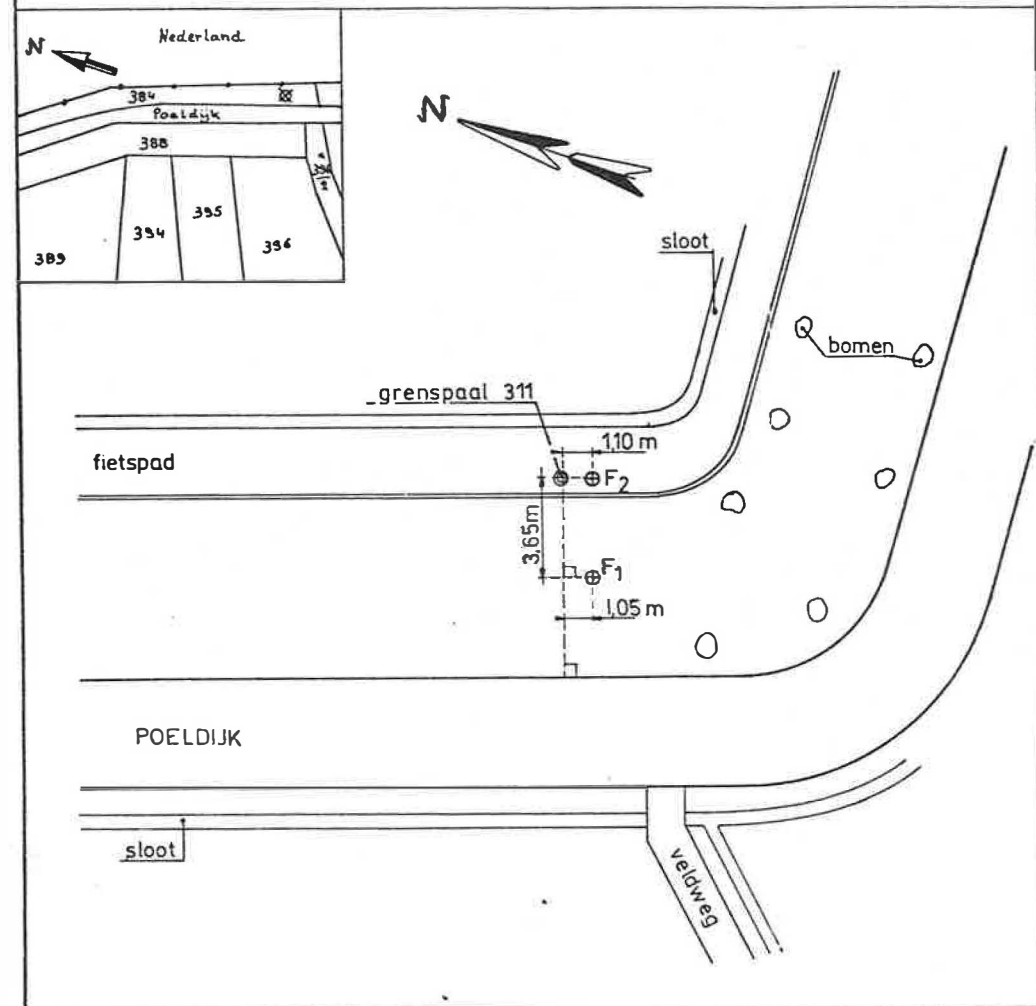 Nederland
N
384
Poeldijk
388
389
394
395
396
N
sloot
bomen
grenspaal 311
1,10 m
fietspad
F2
3,65m
F1
1,05 m
POELDIJK
sloot
veldweg